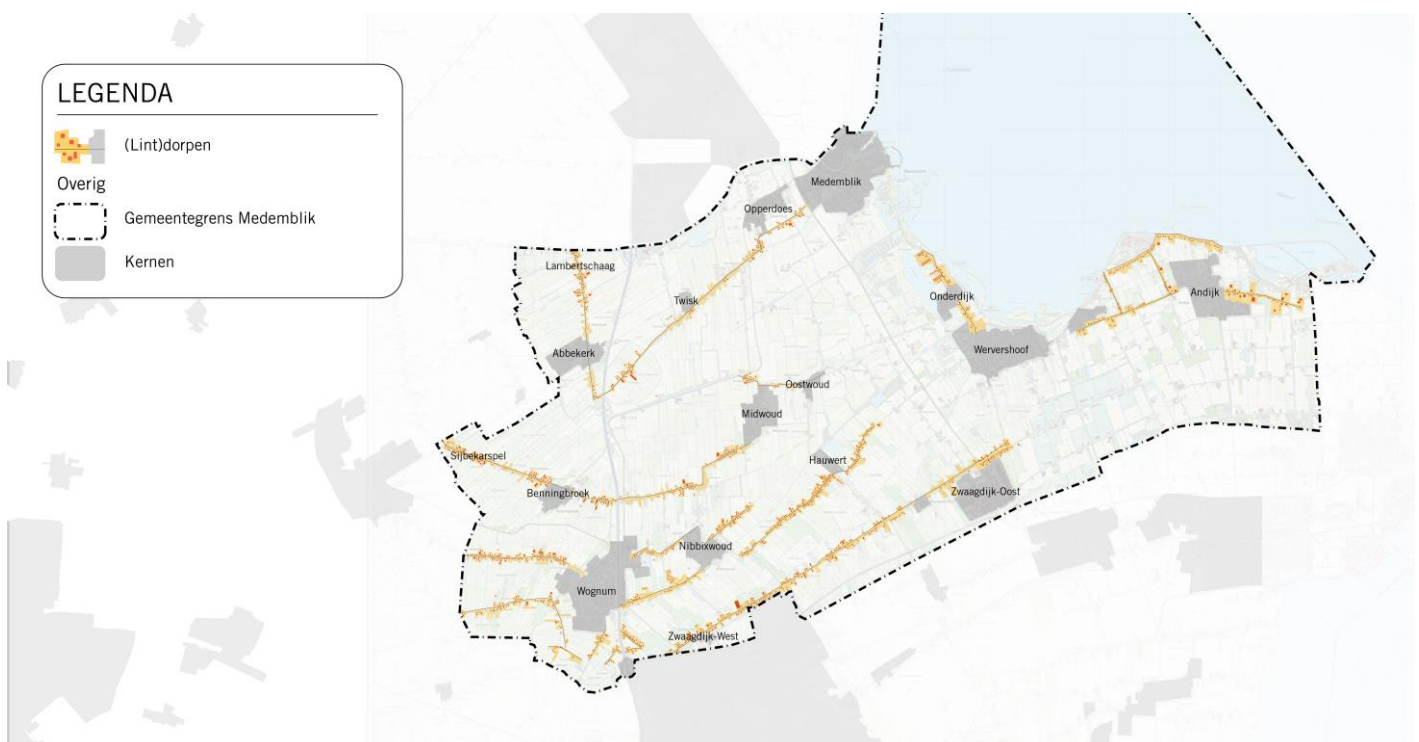 LEGENDA
(Lint)dorpen
Overig
Gemeentegrens Medemblik
Kernen
Medemblik
Opperdoes
Lambertschaag
Twisk
Onderdijk
Andijk
Abbekerk
Wervershoof
Oostwoud
Midwoud
Sijbekarspel
Hauwert
Benningbroek
Zwaagdijk-Oost
Nibbixwoud
Wognum
Zwaagdijk-West